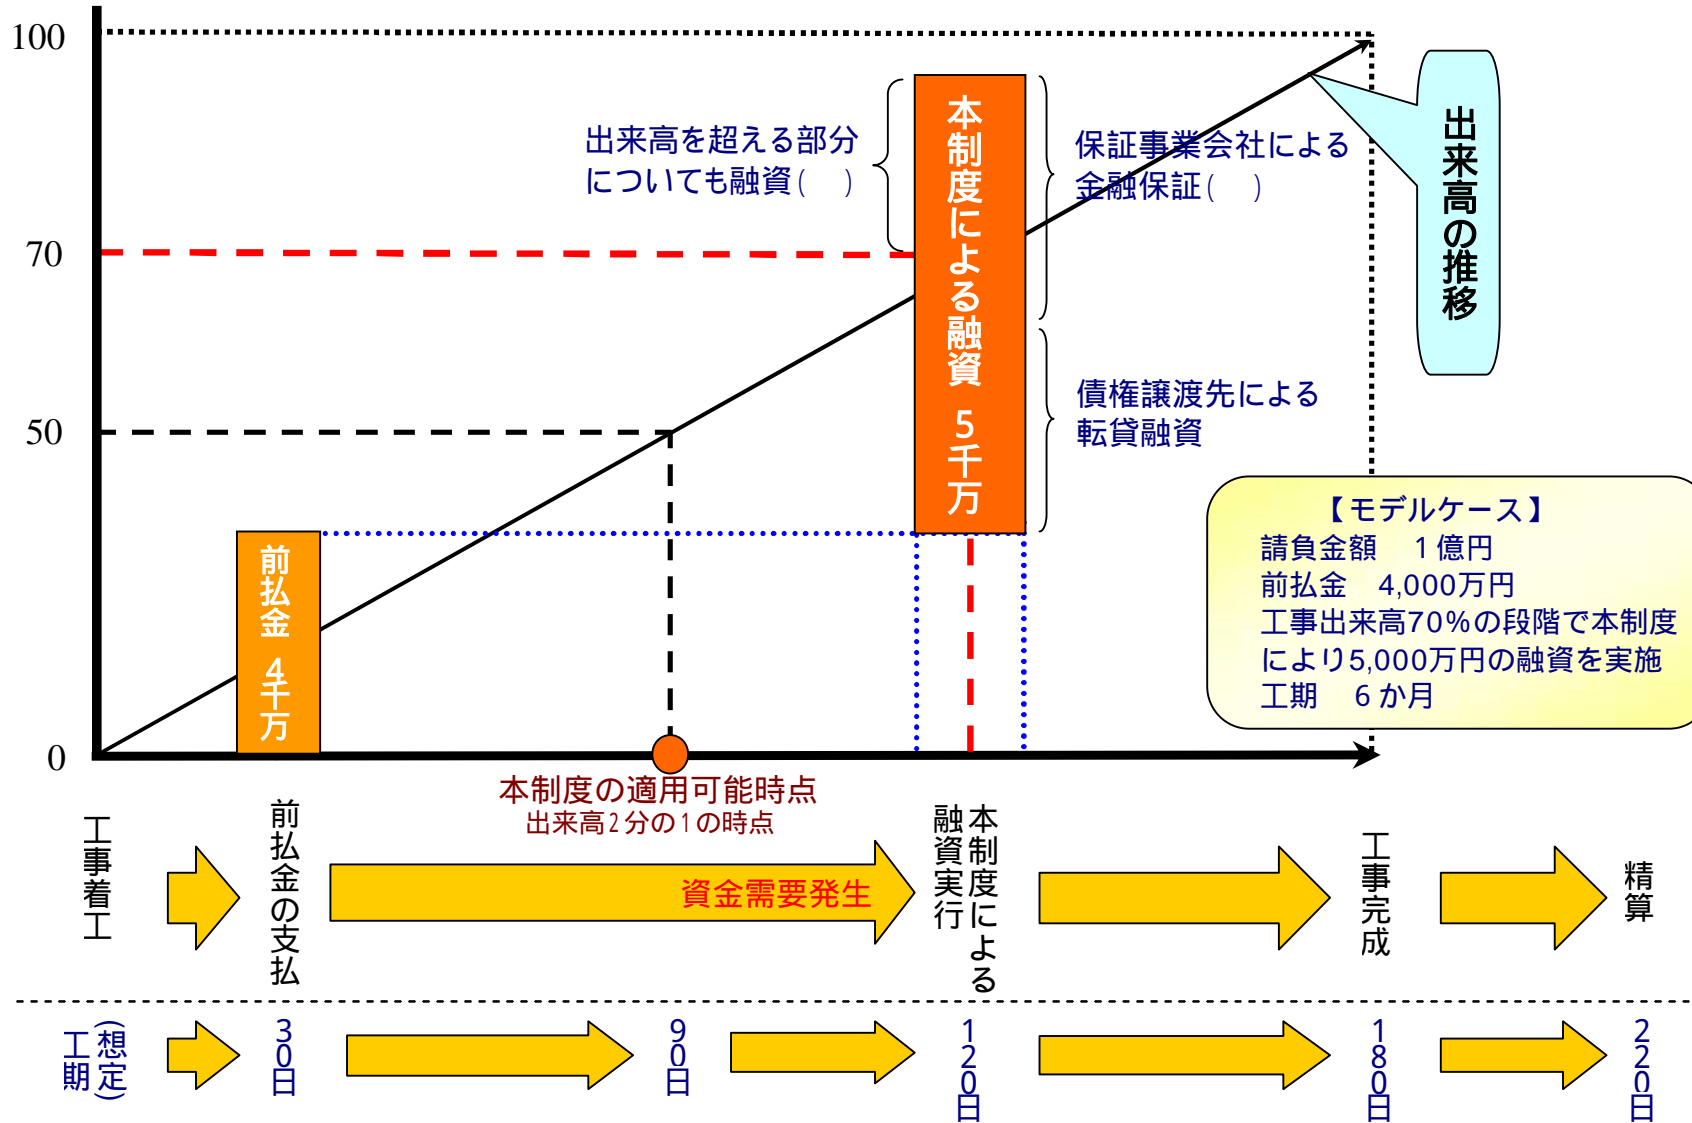 100
70
50
0
出来高を超える部分
についても融資(　)
本制度による融資 5千万
保証事業会社による
金融保証(　)
債権譲渡先による
転貸融資
出来高の推移
前払金 4千万
【モデルケース】
請負金額　1億円
前払金　4,000万円
工事出来高70%の段階で本制度
により5,000万円の融資を実施
工期　6か月
本制度の適用可能時点
出来高2分の1の時点
工事着工
前払金の支払
資金需要発生
本制度による
融資実行
工事完成
精算
(想定)
工期
30日
90日
120日
180日
220日